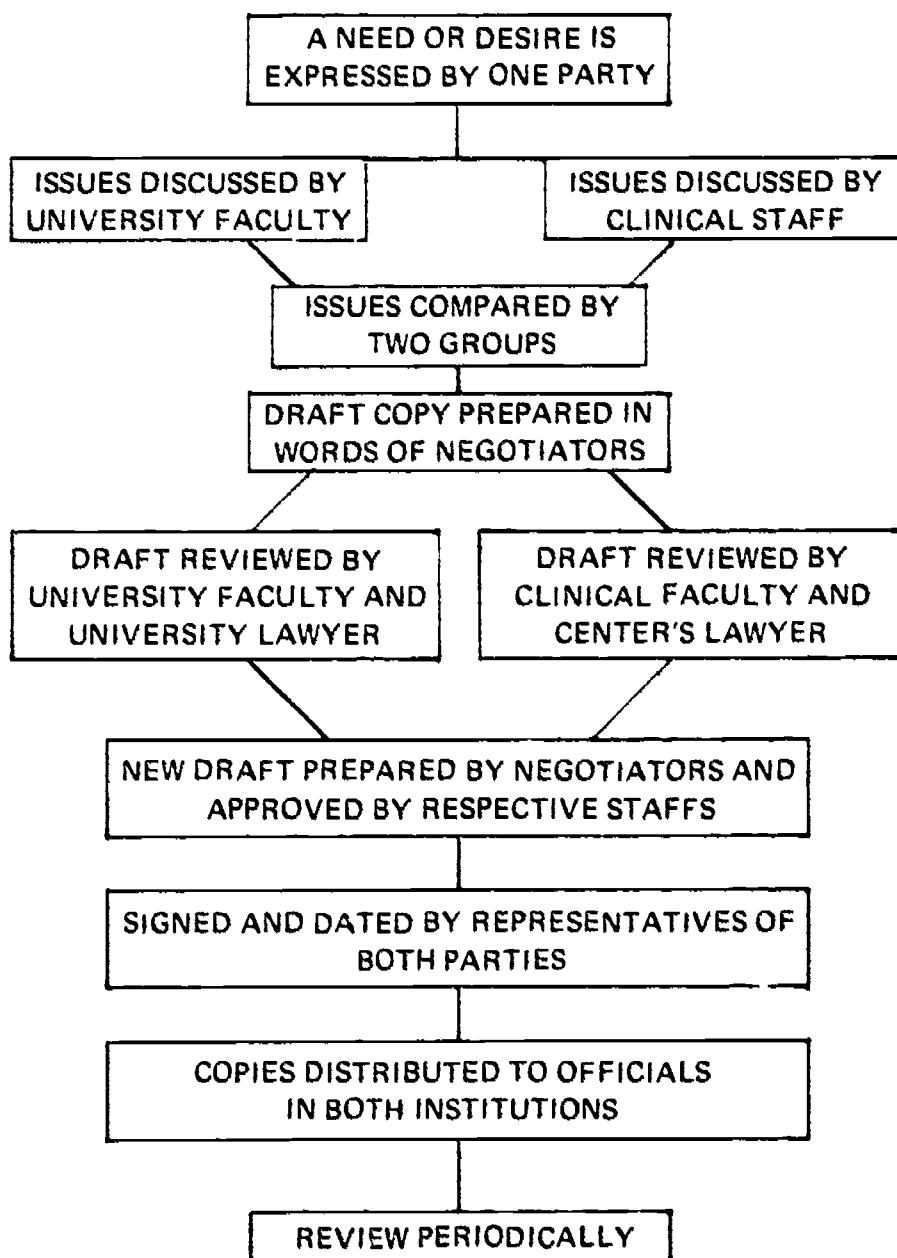 A NEED OR DESIRE IS
EXPRESSED BY ONE PARTY
ISSUES DISCUSSED BY
UNIVERSITY FACULTY
ISSUES DISCUSSED BY
CLINICAL STAFF
ISSUES COMPARED BY
TWO GROUPS
DRAFT COPY PREPARED IN
WORDS OF NEGOTIATORS
DRAFT REVIEWED BY
UNIVERSITY FACULTY AND
UNIVERSITY LAWYER
DRAFT REVIEWED BY
CLINICAL FACULTY AND
CENTER'S LAWYER
NEW DRAFT PREPARED BY NEGOTIATORS AND
APPROVED BY RESPECTIVE STAFFS
SIGNED AND DATED BY REPRESENTATIVES OF
BOTH PARTIES
COPIES DISTRIBUTED TO OFFICIALS
IN BOTH INSTITUTIONS
REVIEW PERIODICALLY